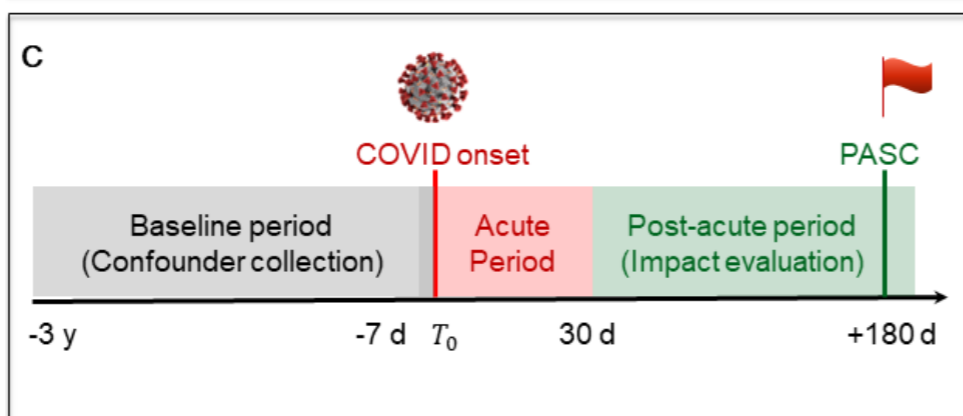 C
COVID onset
PASC
Baseline period
(Confounder collection)
Acute
Period
Post-acute period
(Impact evaluation)
-3 y
-7 d
T₀
30 d
+180 d